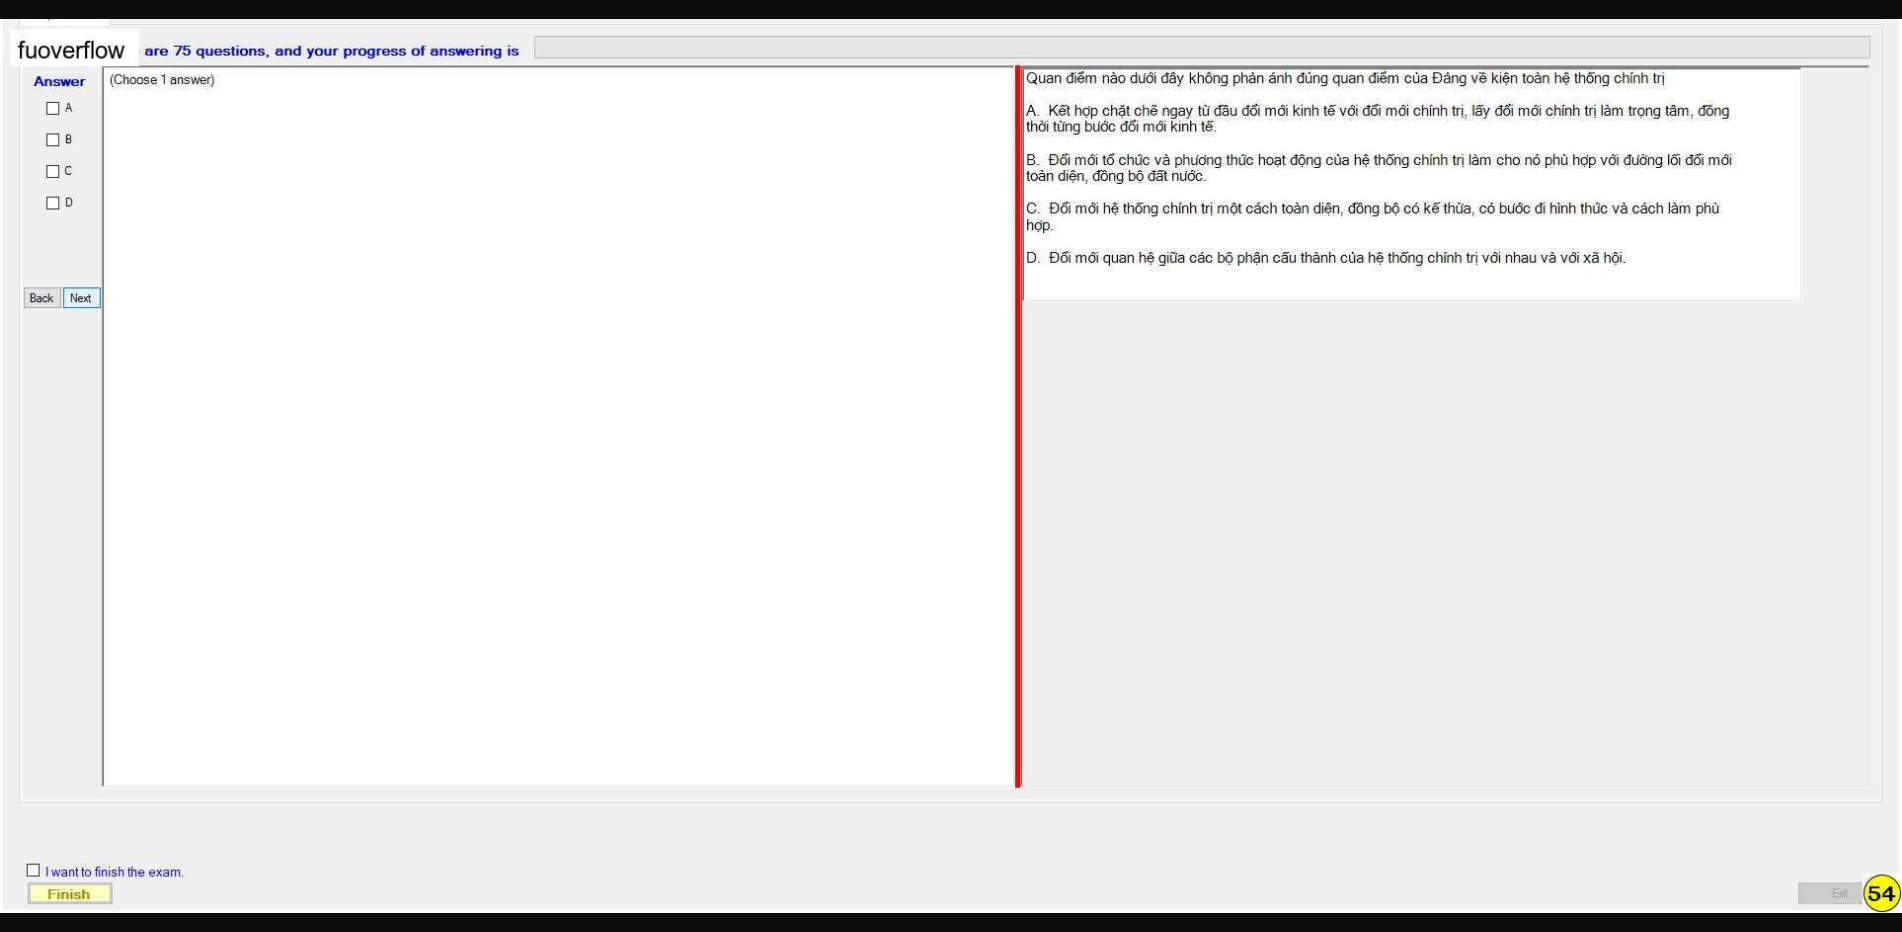 fuoverflow are 75 questions, and your progress of answering is
Answer
(Choose 1 answer)
A
B
C
D
Back Next
Quan điểm nào dưới đây không phản ánh đúng quan điểm của Đảng về kiện toàn hệ thống chính trị
A. Kết hợp chặt chẽ ngay từ đầu đổi mới kinh tế với đổi mới chính trị, lấy đổi mới chính trị làm trọng tâm, đồng
thời từng bước đổi mới kinh tế.
B. Đổi mới tổ chức và phương thức hoạt động của hệ thống chính trị làm cho nó phù hợp với đường lối đổi mới
toàn diện, đồng bộ đất nước.
C. Đổi mới hệ thống chính trị một cách toàn diện, đồng bộ có kế thừa, có bước đi hình thức và cách làm phù
hợp.
D. Đổi mới quan hệ giữa các bộ phận cấu thành của hệ thống chính trị với nhau và với xã hội.
I want to finish the exam.
Finish
Exit
54